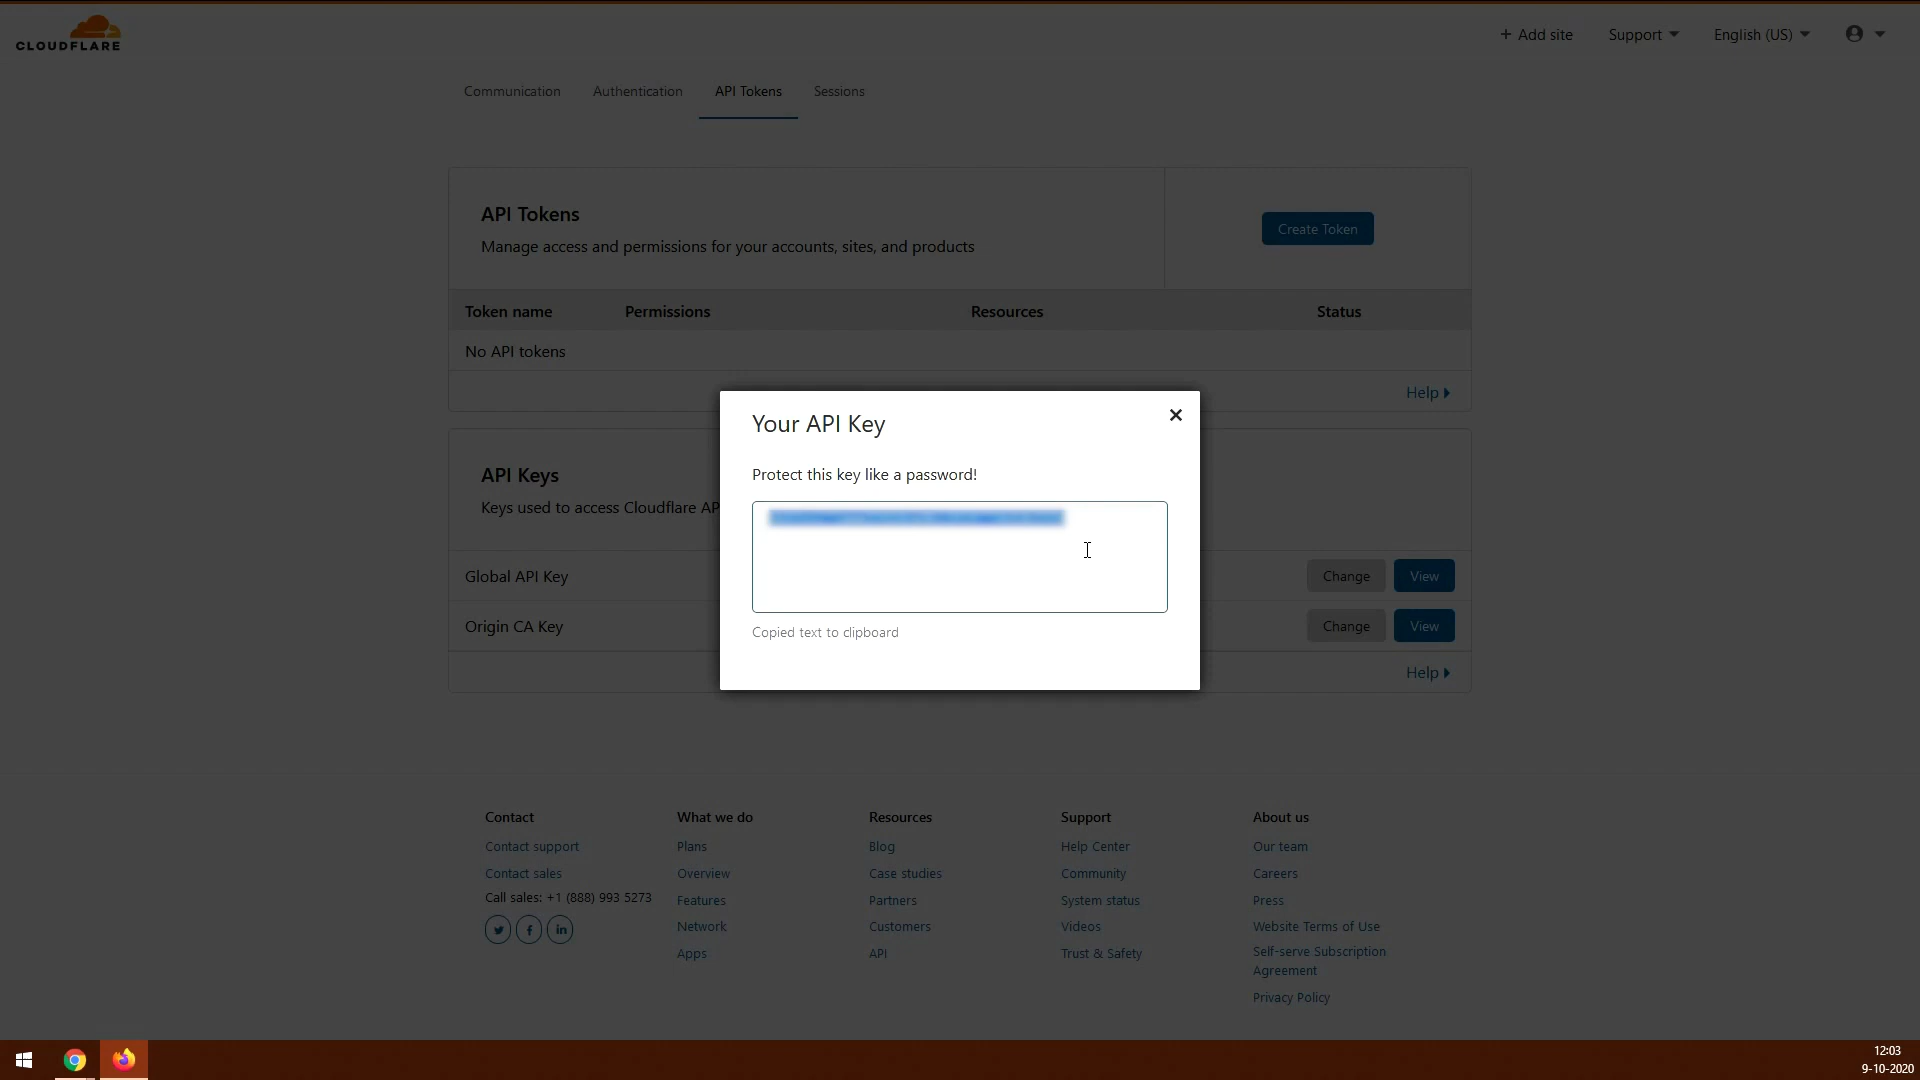 CLOUDFLARE
+ Add site
Support
English (US)
Communication
Authentication
API Tokens
Sessions
API Tokens
Manage access and permissions for your accounts, sites, and products
Create Token
Token name
Permissions
Resources
Status
No API tokens
Help
Your API Key
Protect this key like a password!
Copied text to clipboard
API Keys
Keys used to access Cloudflare AP
Global API Key
Change
View
Origin CA Key
Change
View
Help
Contact
Contact support
Contact sales
Call sales: +1 (888) 993 5273
What we do
Plans
Overview
Features
Network
Apps
Resources
Blog
Case studies
Partners
Customers
API
Support
Help Center
Community
System status
Videos
Trust & Safety
About us
Our team
Careers
Press
Website Terms of Use
Self-serve Subscription
Agreement
Privacy Policy
12:03
9-10-2020